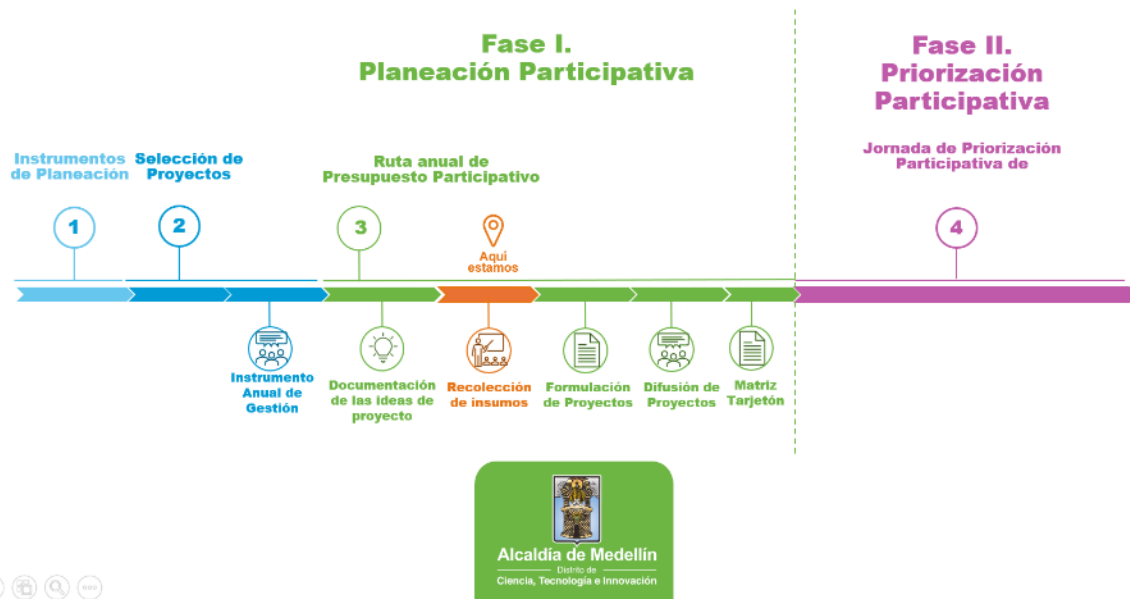 Fase I.
Planeación Participativa
Fase II.
Priorización
Participativa
Instrumentos
de Planeación
Selección de
Proyectos
Ruta anual de
Presupuesto Participativo
Jornada de Priorización
Participativa de
1
2
3
Aquí
estamos
4
Instrumento
Anual de
Gestión
Documentación
de las ideas de
proyecto
Recolección
de insumos
Formulación
de Proyectos
Difusión de
Proyectos
Matriz
Tarjetón
Alcaldía de Medellín
Distrito de
Ciencia, Tecnología e Innovación